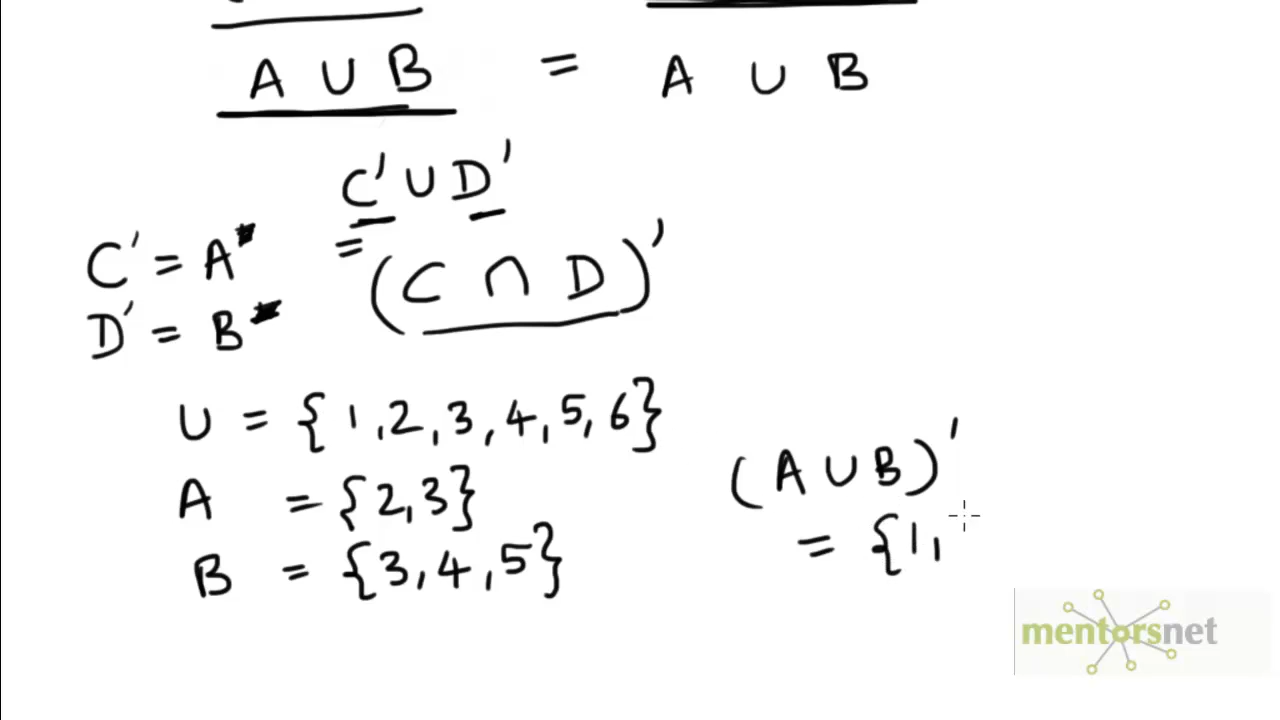 A ∪ B = A ∪ B
C' ∪ D'
= (C ∩ D)'
C' = A
D' = B
U = {1,2,3,4,5,6}
A = {2,3}
B = {3,4,5}
(A ∪ B)'
= {1,
mentorsnet